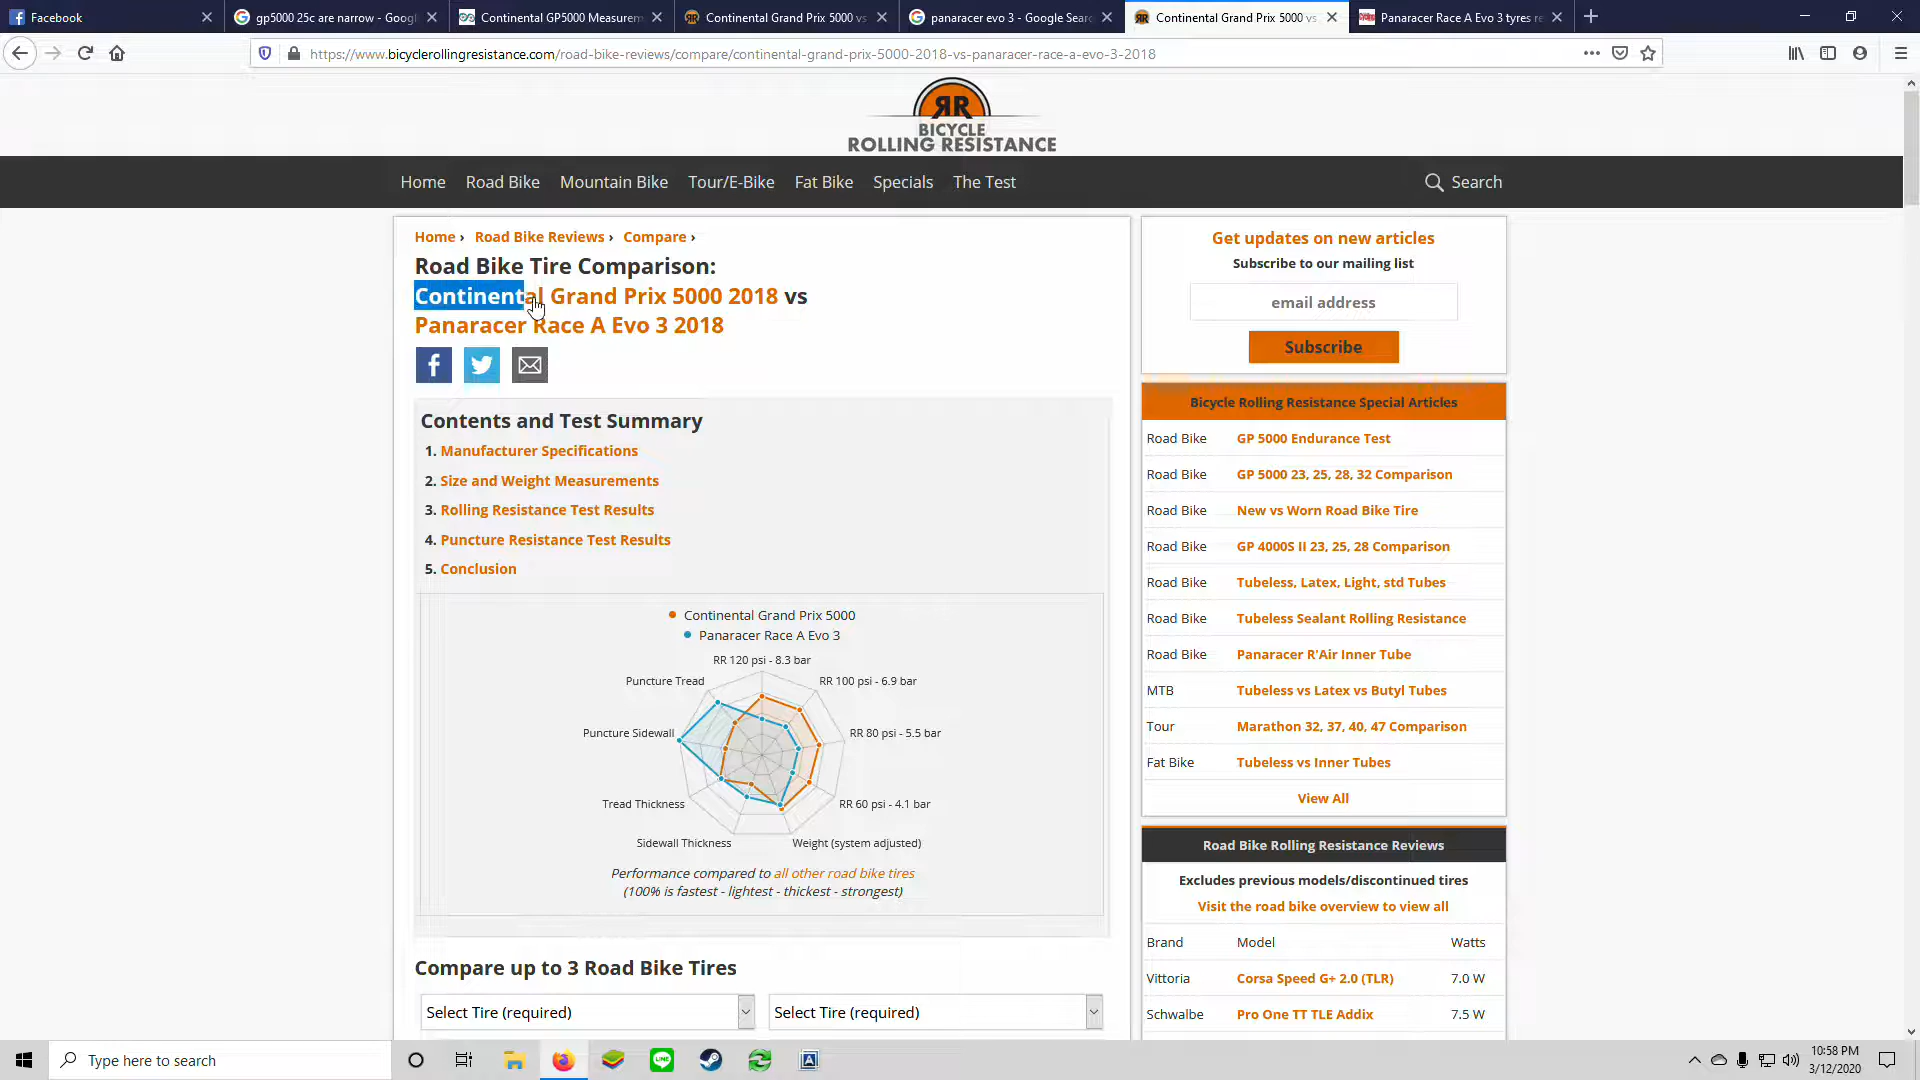 Facebook
gp5000 25c are narrow - Googl
Continental GP5000 Measurem
Continental Grand Prix 5000 vs
panaracer evo 3 - Google Searc
Continental Grand Prix 5000 vs
Panaracer Race A Evo 3 tyres re
https://www.bicyclerollingresistance.com/road-bike-reviews/compare/continental-grand-prix-5000-2018-vs-panaracer-race-a-evo-3-2018
RR
BICYCLE
ROLLING RESISTANCE
Home Road Bike Mountain Bike Tour/E-Bike Fat Bike Specials The Test Search
Home › Road Bike Reviews › Compare ›
Road Bike Tire Comparison:
Continental Grand Prix 5000 2018 vs
Panaracer Race A Evo 3 2018
Contents and Test Summary
1. Manufacturer Specifications
2. Size and Weight Measurements
3. Rolling Resistance Test Results
4. Puncture Resistance Test Results
5. Conclusion
Continental Grand Prix 5000
Panaracer Race A Evo 3
RR 120 psi - 8.3 bar
Puncture Tread
RR 100 psi - 6.9 bar
Puncture Sidewall
RR 80 psi - 5.5 bar
Tread Thickness
RR 60 psi - 4.1 bar
Sidewall Thickness
Weight (system adjusted)
Performance compared to all other road bike tires
(100% is fastest - lightest - thickest - strongest)
Compare up to 3 Road Bike Tires
Select Tire (required)
Select Tire (required)
Get updates on new articles
Subscribe to our mailing list
email address
Subscribe
Bicycle Rolling Resistance Special Articles
Road Bike GP 5000 Endurance Test
Road Bike GP 5000 23, 25, 28, 32 Comparison
Road Bike New vs Worn Road Bike Tire
Road Bike GP 4000S II 23, 25, 28 Comparison
Road Bike Tubeless, Latex, Light, std Tubes
Road Bike Tubeless Sealant Rolling Resistance
Road Bike Panaracer R'Air Inner Tube
MTB Tubeless vs Latex vs Butyl Tubes
Tour Marathon 32, 37, 40, 47 Comparison
Fat Bike Tubeless vs Inner Tubes
View All
Road Bike Rolling Resistance Reviews
Excludes previous models/discontinued tires
Visit the road bike overview to view all
Brand Model Watts
Vittoria Corsa Speed G+ 2.0 (TLR) 7.0 W
Schwalbe Pro One TT TLE Addix 7.5 W
Type here to search
LINE
A
10:58 PM
3/12/2020